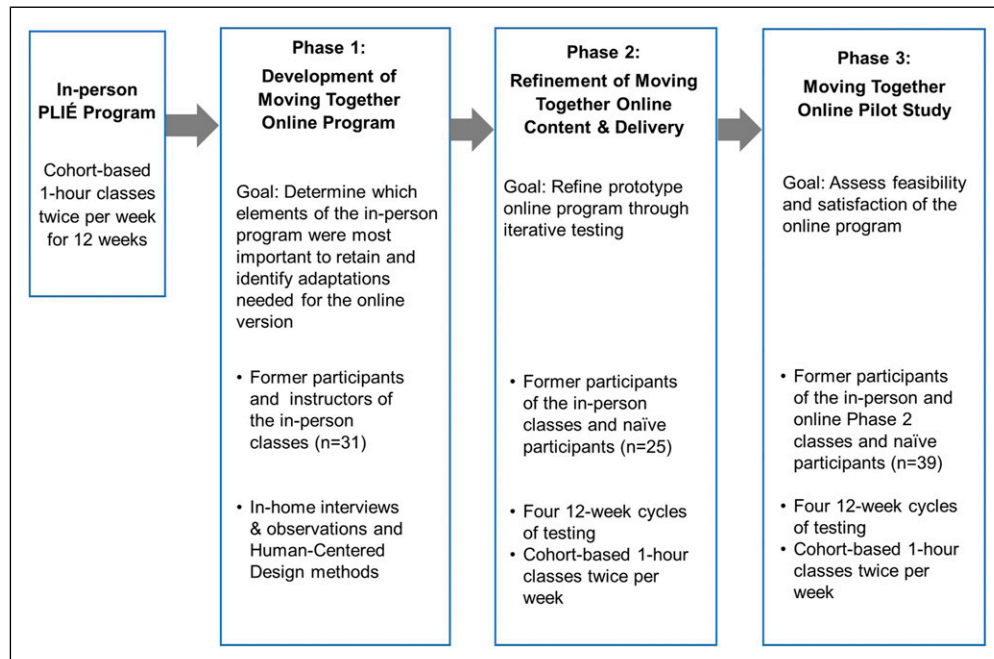 In-person
PLIÉ Program
Cohort-based
1-hour classes
twice per week
for 12 weeks
Phase 1:
Development of
Moving Together
Online Program
Goal: Determine which
elements of the in-person
program were most
important to retain and
identify adaptations
needed for the online
version
• Former participants
and instructors of
the in-person
classes (n=31)
• In-home interviews
& observations and
Human-Centered
Design methods
Phase 2:
Refinement of Moving
Together Online
Content & Delivery
Goal: Refine prototype
online program through
iterative testing
• Former participants
of the in-person
classes and naïve
participants (n=25)
• Four 12-week cycles
of testing
• Cohort-based 1-hour
classes twice per
week
Phase 3:
Moving Together
Online Pilot Study
Goal: Assess feasibility
and satisfaction of the
online program
• Former participants
of the in-person and
online Phase 2
classes and naïve
participants (n=39)
• Four 12-week cycles
of testing
• Cohort-based 1-hour
classes twice per
week